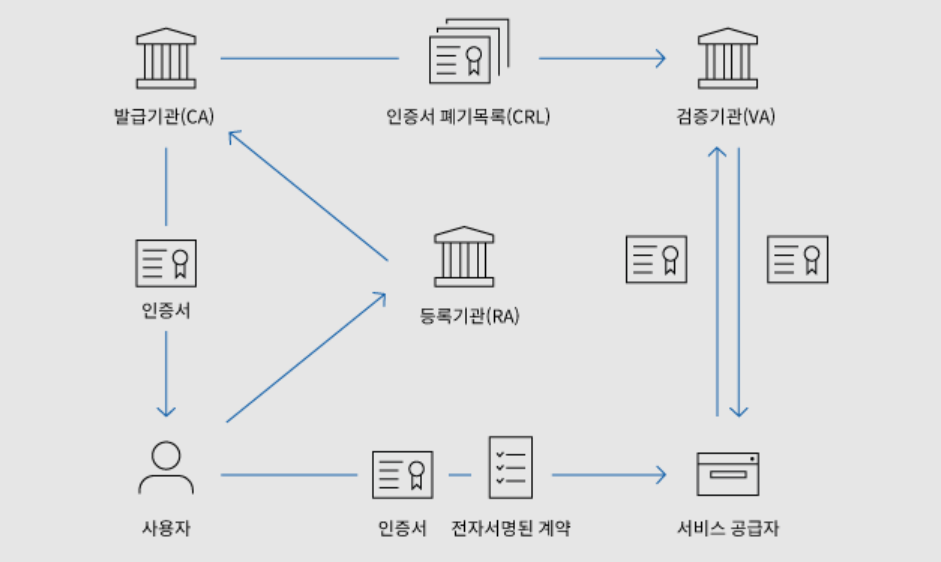 발급기관(CA)
인증서 폐기목록(CRL)
검증기관(VA)
인증서
등록기관(RA)
사용자
인증서
전자서명된 계약
서비스 공급자